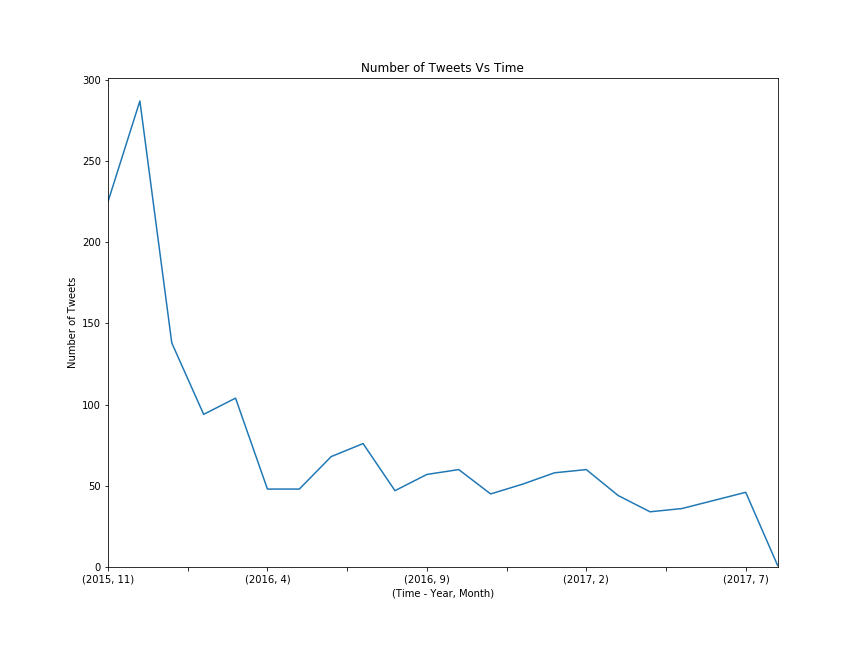 Number of Tweets Vs Time
300
250
200
150
100
50
0
Number of Tweets
(2015, 11) (2016, 4) (2016, 9) (2017, 2) (2017, 7)
(Time - Year, Month)